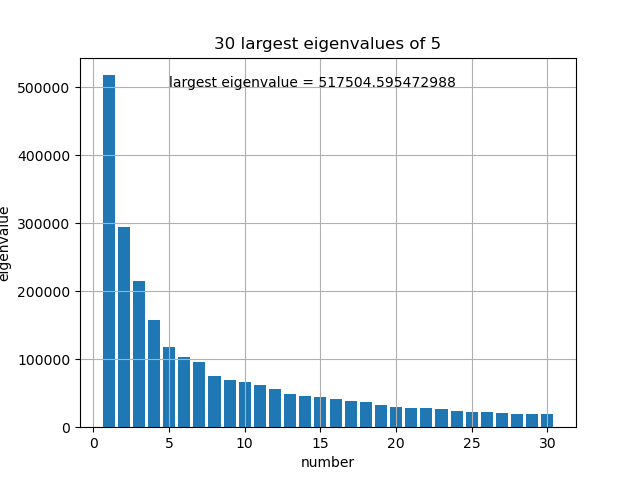 30 largest eigenvalues of 5
largest eigenvalue = 517504.595472988
500000
400000
300000
200000
100000
0
eigenvalue
0 5 10 15 20 25 30
number